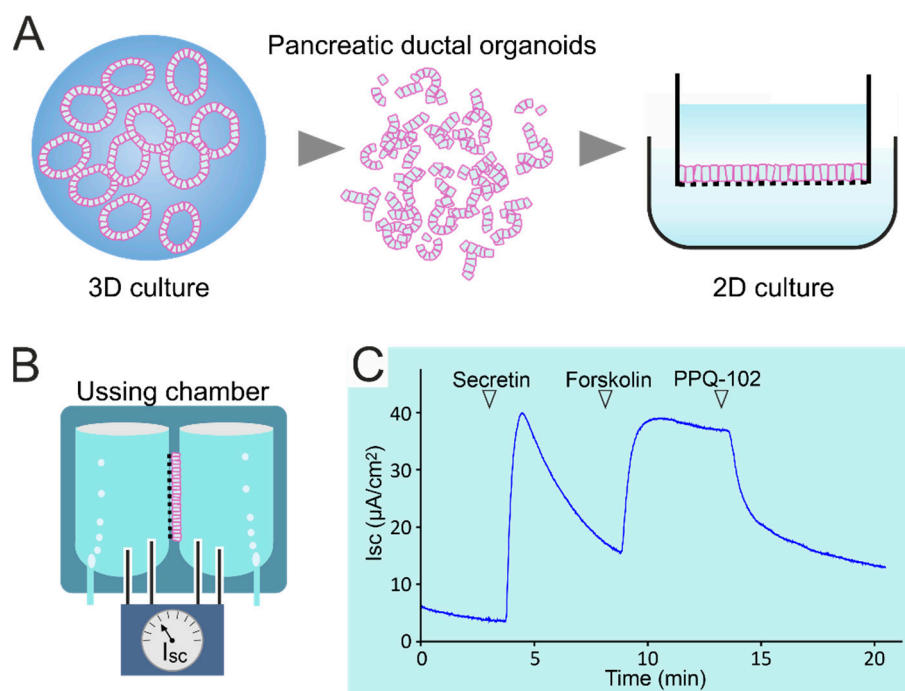 A
Pancreatic ductal organoids
3D culture
2D culture
B
Ussing chamber
Isc
C
Secretin
Forskolin
PPQ-102
Isc (µA/cm²)
40
30
20
10
0
0
5
10
15
20
Time (min)